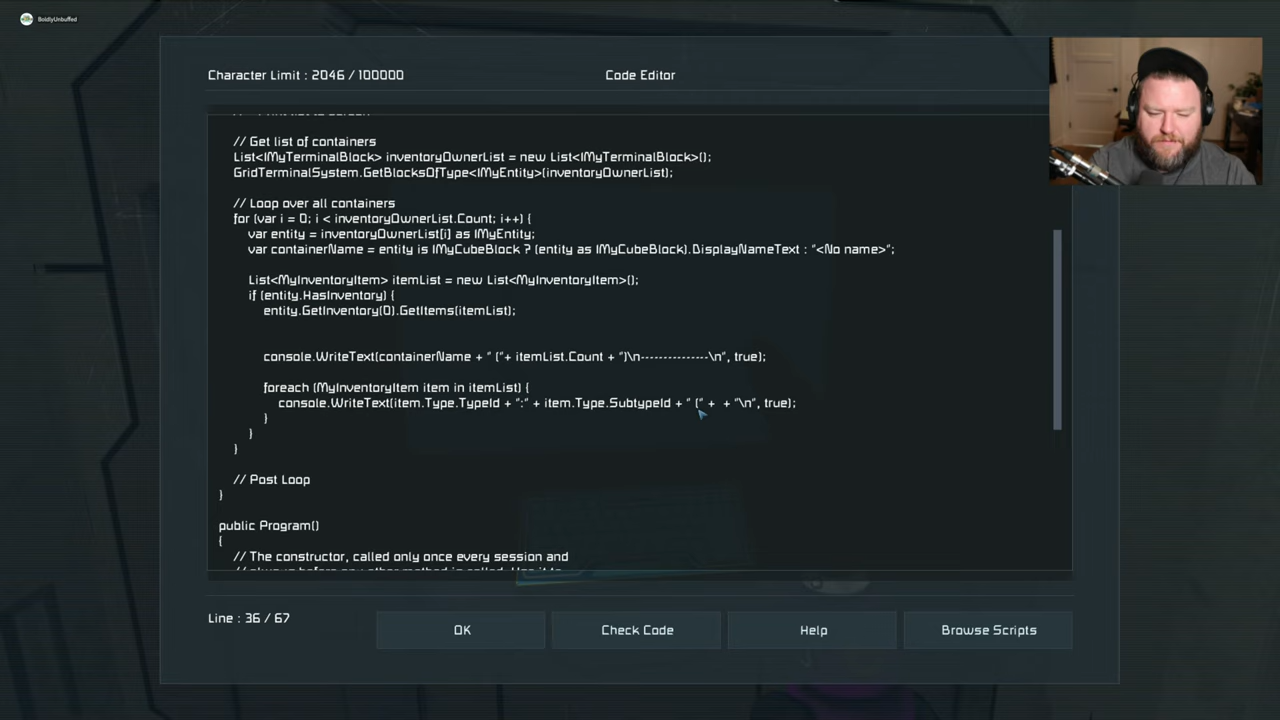 BoldlyUnbuffed
Character Limit : 2046 / 100000
Code Editor
// Get list of containers
List<IMyTerminalBlock> inventoryOwnerList = new List<IMyTerminalBlock>();
GridTerminalSystem.GetBlocksOfType<IMyEntity>(inventoryOwnerList);
// Loop over all containers
for (var i = 0; i < inventoryOwnerList.Count; i++) {
var entity = inventoryOwnerList[i] as IMyEntity;
var containerName = entity is IMyCubeBlock ? (entity as IMyCubeBlock).DisplayNameText : "<No name>";
List<MyInventoryItem> itemList = new List<MyInventoryItem>();
if (entity.HasInventory) {
entity.GetInventory(0).GetItems(itemList);
console.WriteText(containerName + " ("+ itemList.Count + ")\n---------------\n", true);
foreach (MyInventoryItem item in itemList) {
console.WriteText(item.Type.TypeId + ":" + item.Type.SubtypeId + " (" +  + "\n", true);
}
}
}
// Post Loop
}
public Program()
{
// The constructor, called only once every session and
Line : 36 / 67
OK
Check Code
Help
Browse Scripts